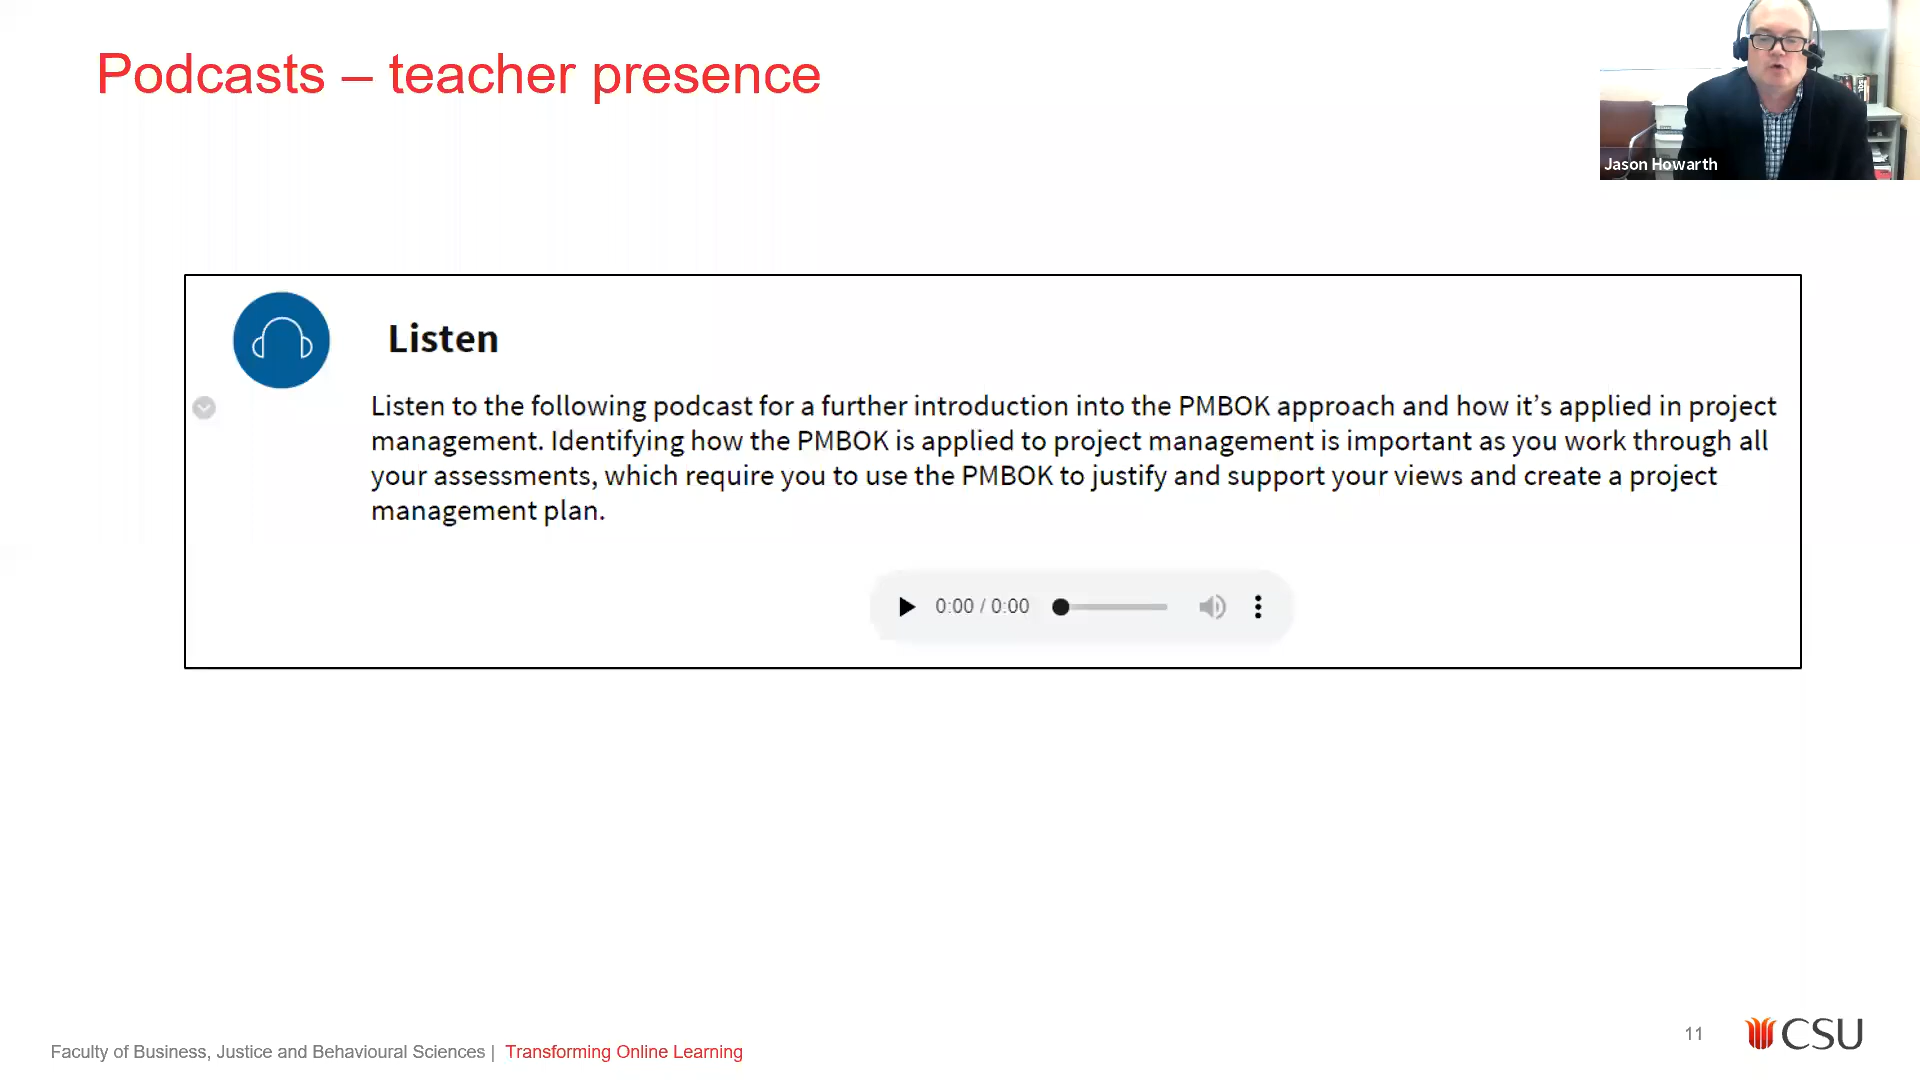 Podcasts – teacher presence
Jason Howarth
Listen
Listen to the following podcast for a further introduction into the PMBOK approach and how it’s applied in project
management. Identifying how the PMBOK is applied to project management is important as you work through all
your assessments, which require you to use the PMBOK to justify and support your views and create a project
management plan.
0:00 / 0:00
Faculty of Business, Justice and Behavioural Sciences | Transforming Online Learning
11
CSU